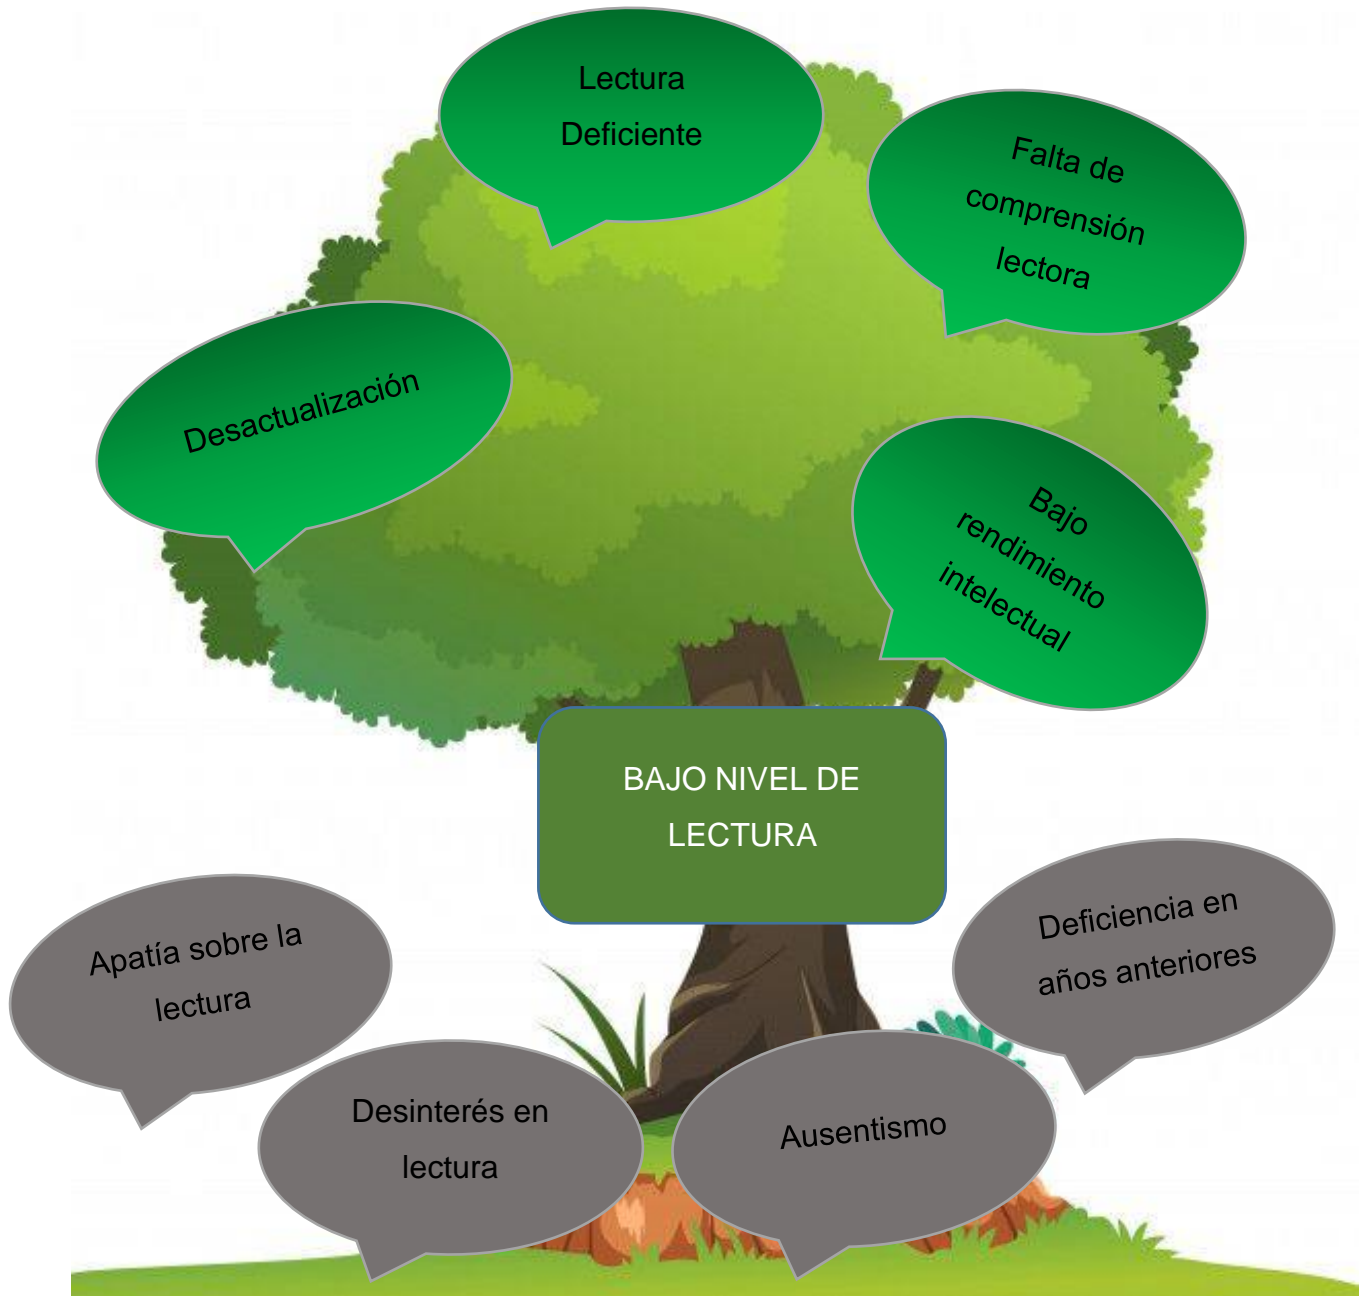 Lectura
Deficiente
Falta de
comprensión
lectora
Desactualización
Bajo
rendimiento
intelectual
BAJO NIVEL DE
LECTURA
Apatía sobre la
lectura
Deficiencia en
años anteriores
Desinterés en
lectura
Ausentismo